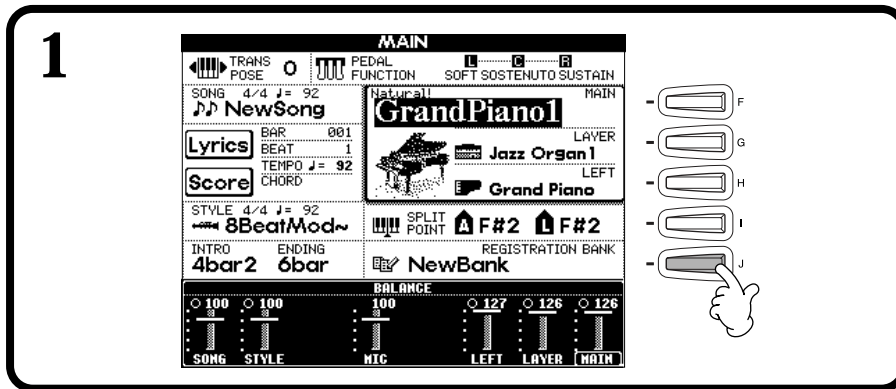 1
MAIN
TRANS POSE 0 PEDAL FUNCTION L C R SOFT SOSTENUTO SUSTAIN
SONG 4/4 ♩= 92
NewSong
Natural! MAIN
GrandPiano1
Lyrics
BAR 001
BEAT 1
TEMPO ♩= 92
Score
CHORD
LAYER
Jazz Organ1
LEFT
Grand Piano
STYLE 4/4 ♩= 92
8BeatMod~
SPLIT POINT A F#2 L F#2
INTRO ENDING
4bar2 6bar
REGISTRATION BANK
NewBank
BALANCE
100 100 100 127 126 126
SONG STYLE MIC LEFT LAYER MAIN
F
G
H
I
J